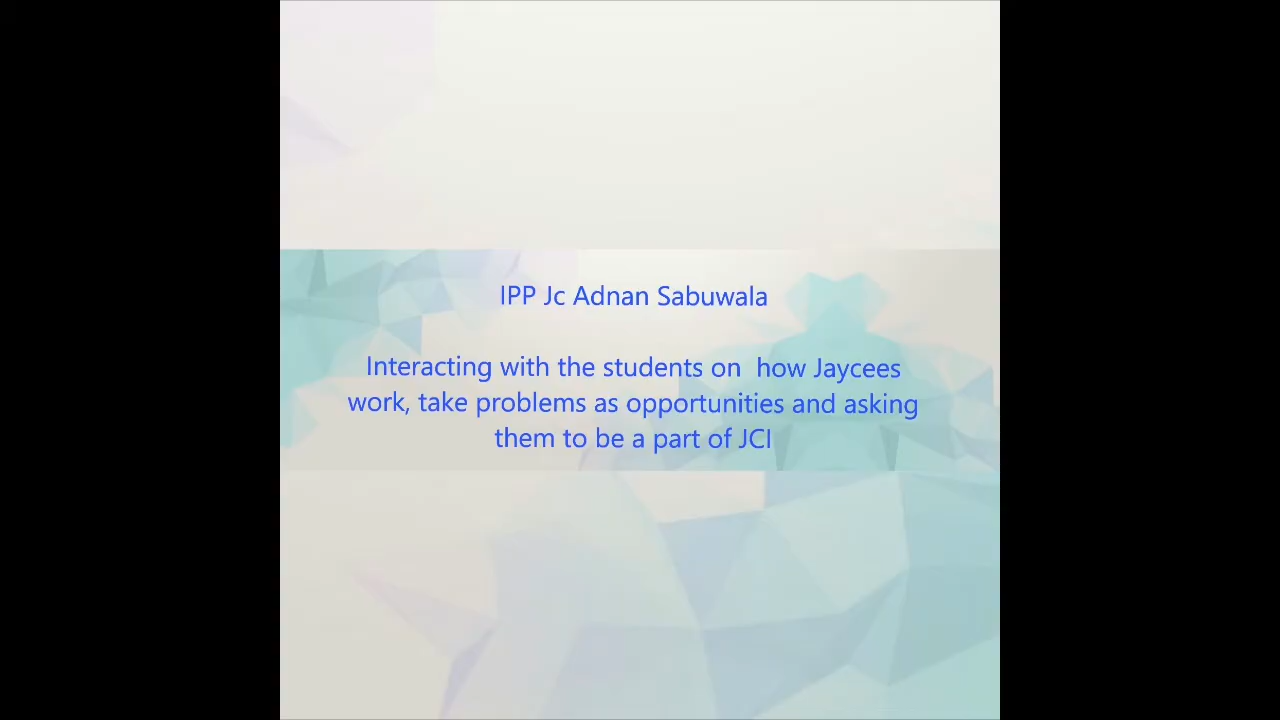 IPP Jc Adnan Sabuwala
Interacting with the students on  how Jaycees
work, take problems as opportunities and asking
them to be a part of JCI